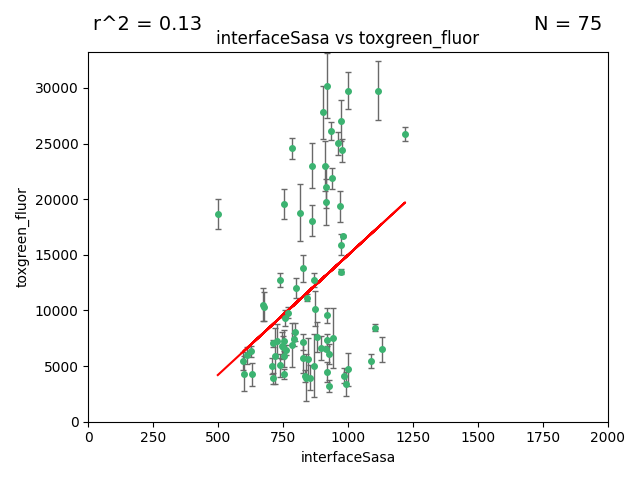 r^2 = 0.13
N = 75
interfaceSasa vs toxgreen_fluor
toxgreen_fluor
30000
25000
20000
15000
10000
5000
0
0 250 500 750 1000 1250 1500 1750 2000
interfaceSasa